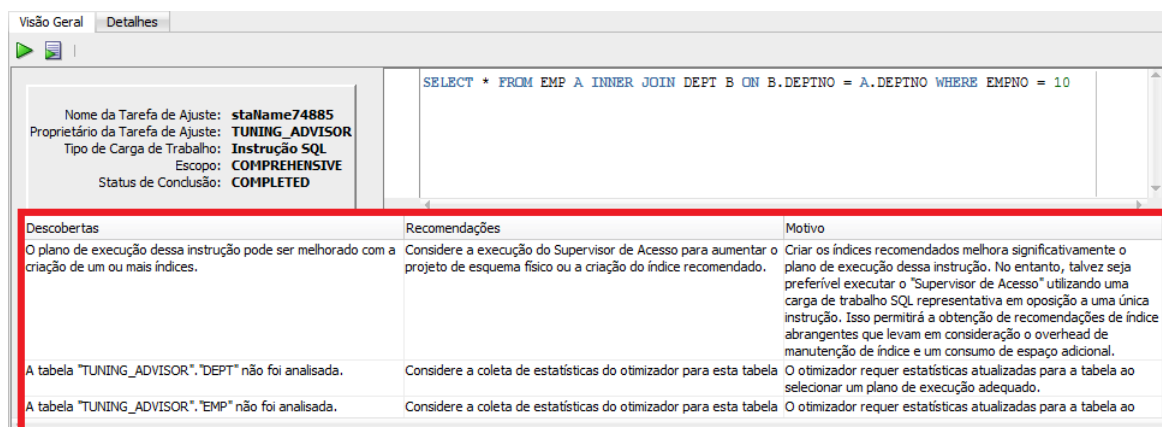 Visão Geral Detalhes
SELECT * FROM EMP A INNER JOIN DEPT B ON B.DEPTNO = A.DEPTNO WHERE EMPNO = 10
Nome da Tarefa de Ajuste: staName74885
Proprietário da Tarefa de Ajuste: TUNING_ADVISOR
Tipo de Carga de Trabalho: Instrução SQL
Escopo: COMPREHENSIVE
Status de Conclusão: COMPLETED
Descobertas Recomendações Motivo
O plano de execução dessa instrução pode ser melhorado com a
criação de um ou mais índices.
Considere a execução do Supervisor de Acesso para aumentar o
projeto de esquema físico ou a criação do índice recomendado.
Criar os índices recomendados melhora significativamente o
plano de execução dessa instrução. No entanto, talvez seja
preferível executar o "Supervisor de Acesso" utilizando uma
carga de trabalho SQL representativa em oposição a uma única
instrução. Isso permitirá a obtenção de recomendações de índice
abrangentes que levam em consideração o overhead de
manutenção de índice e um consumo de espaço adicional.
A tabela "TUNING_ADVISOR"."DEPT" não foi analisada.
Considere a coleta de estatísticas do otimizador para esta tabela
O otimizador requer estatísticas atualizadas para a tabela ao
selecionar um plano de execução adequado.
A tabela "TUNING_ADVISOR"."EMP" não foi analisada.
Considere a coleta de estatísticas do otimizador para esta tabela
O otimizador requer estatísticas atualizadas para a tabela ao